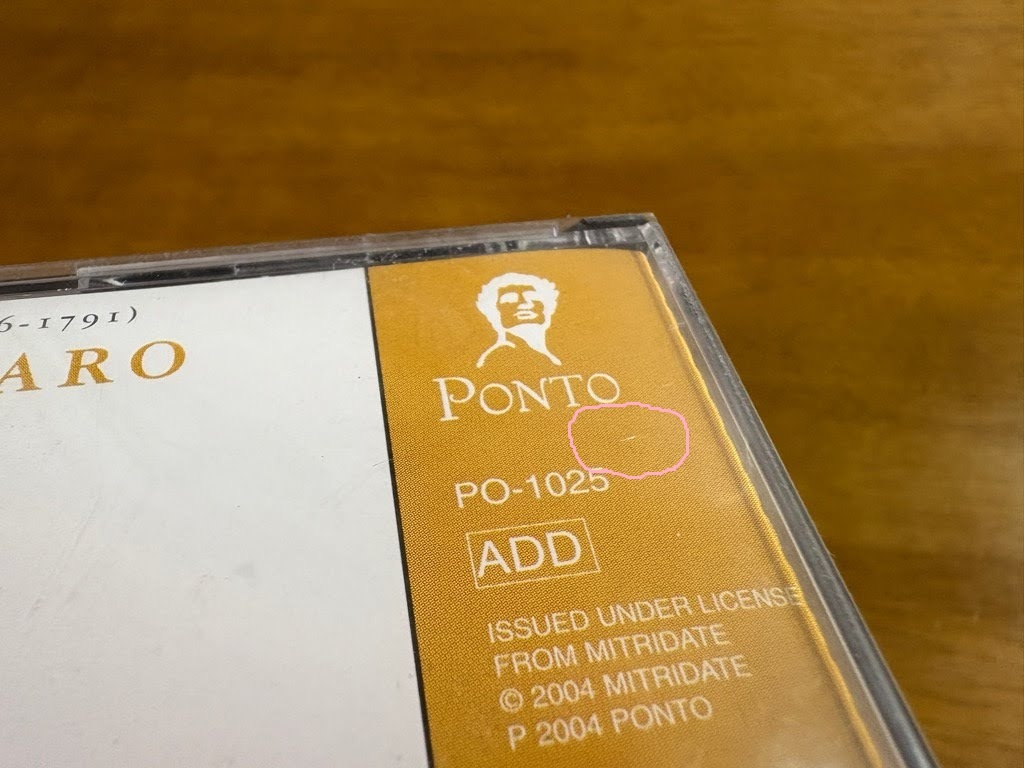 6-1791)
ARO
PONTO
PO-1025
ADD
ISSUED UNDER LICENSE
FROM MITRIDATE
© 2004 MITRIDATE
P 2004 PONTO